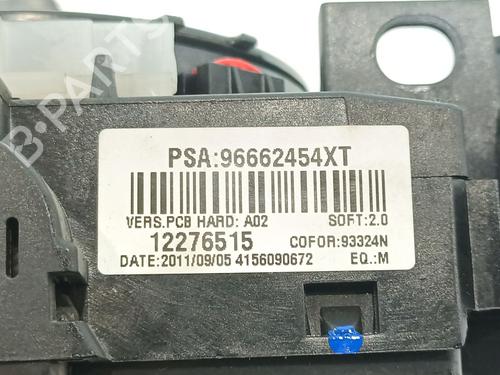 PSA:96662454XT
VERS.PCB HARD: A02 SOFT:2.0
12276515 COFOR:93324N
DATE:2011/09/05 4156090672 EQ.:M
B-PARTS